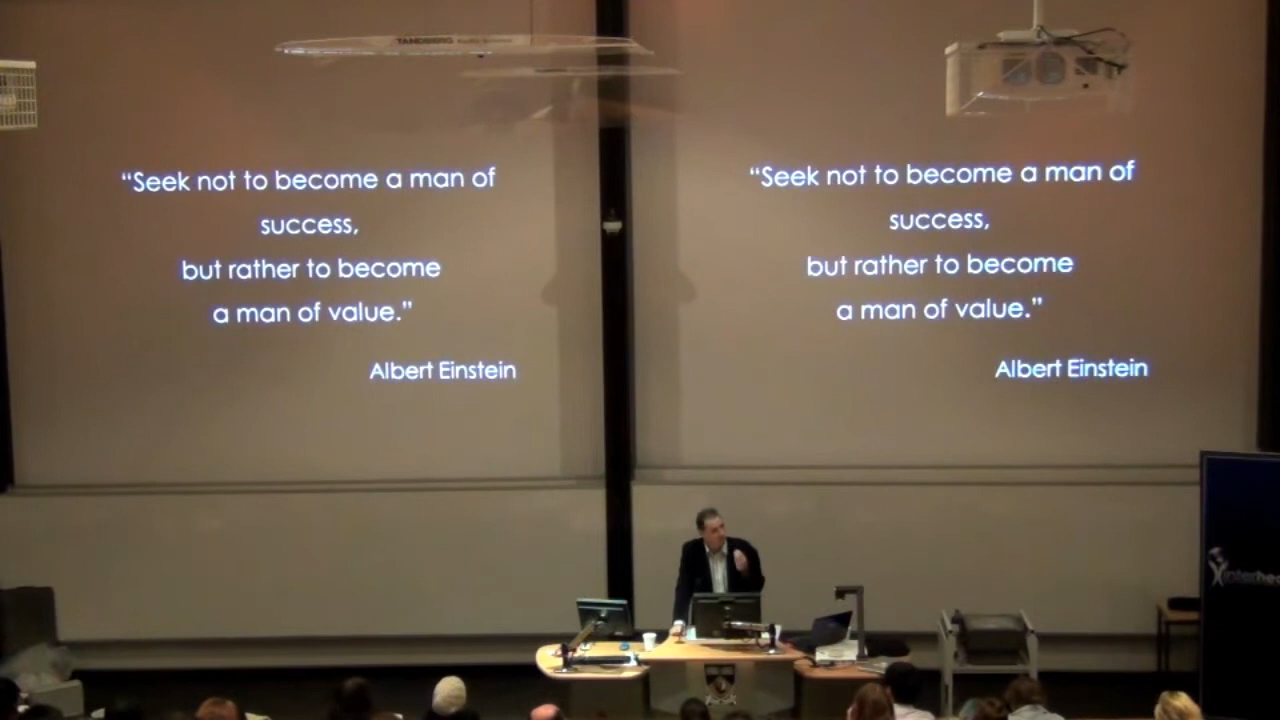 TANDBERG
“Seek not to become a man of
success,
but rather to become
a man of value.”
Albert Einstein
“Seek not to become a man of
success,
but rather to become
a man of value.”
Albert Einstein